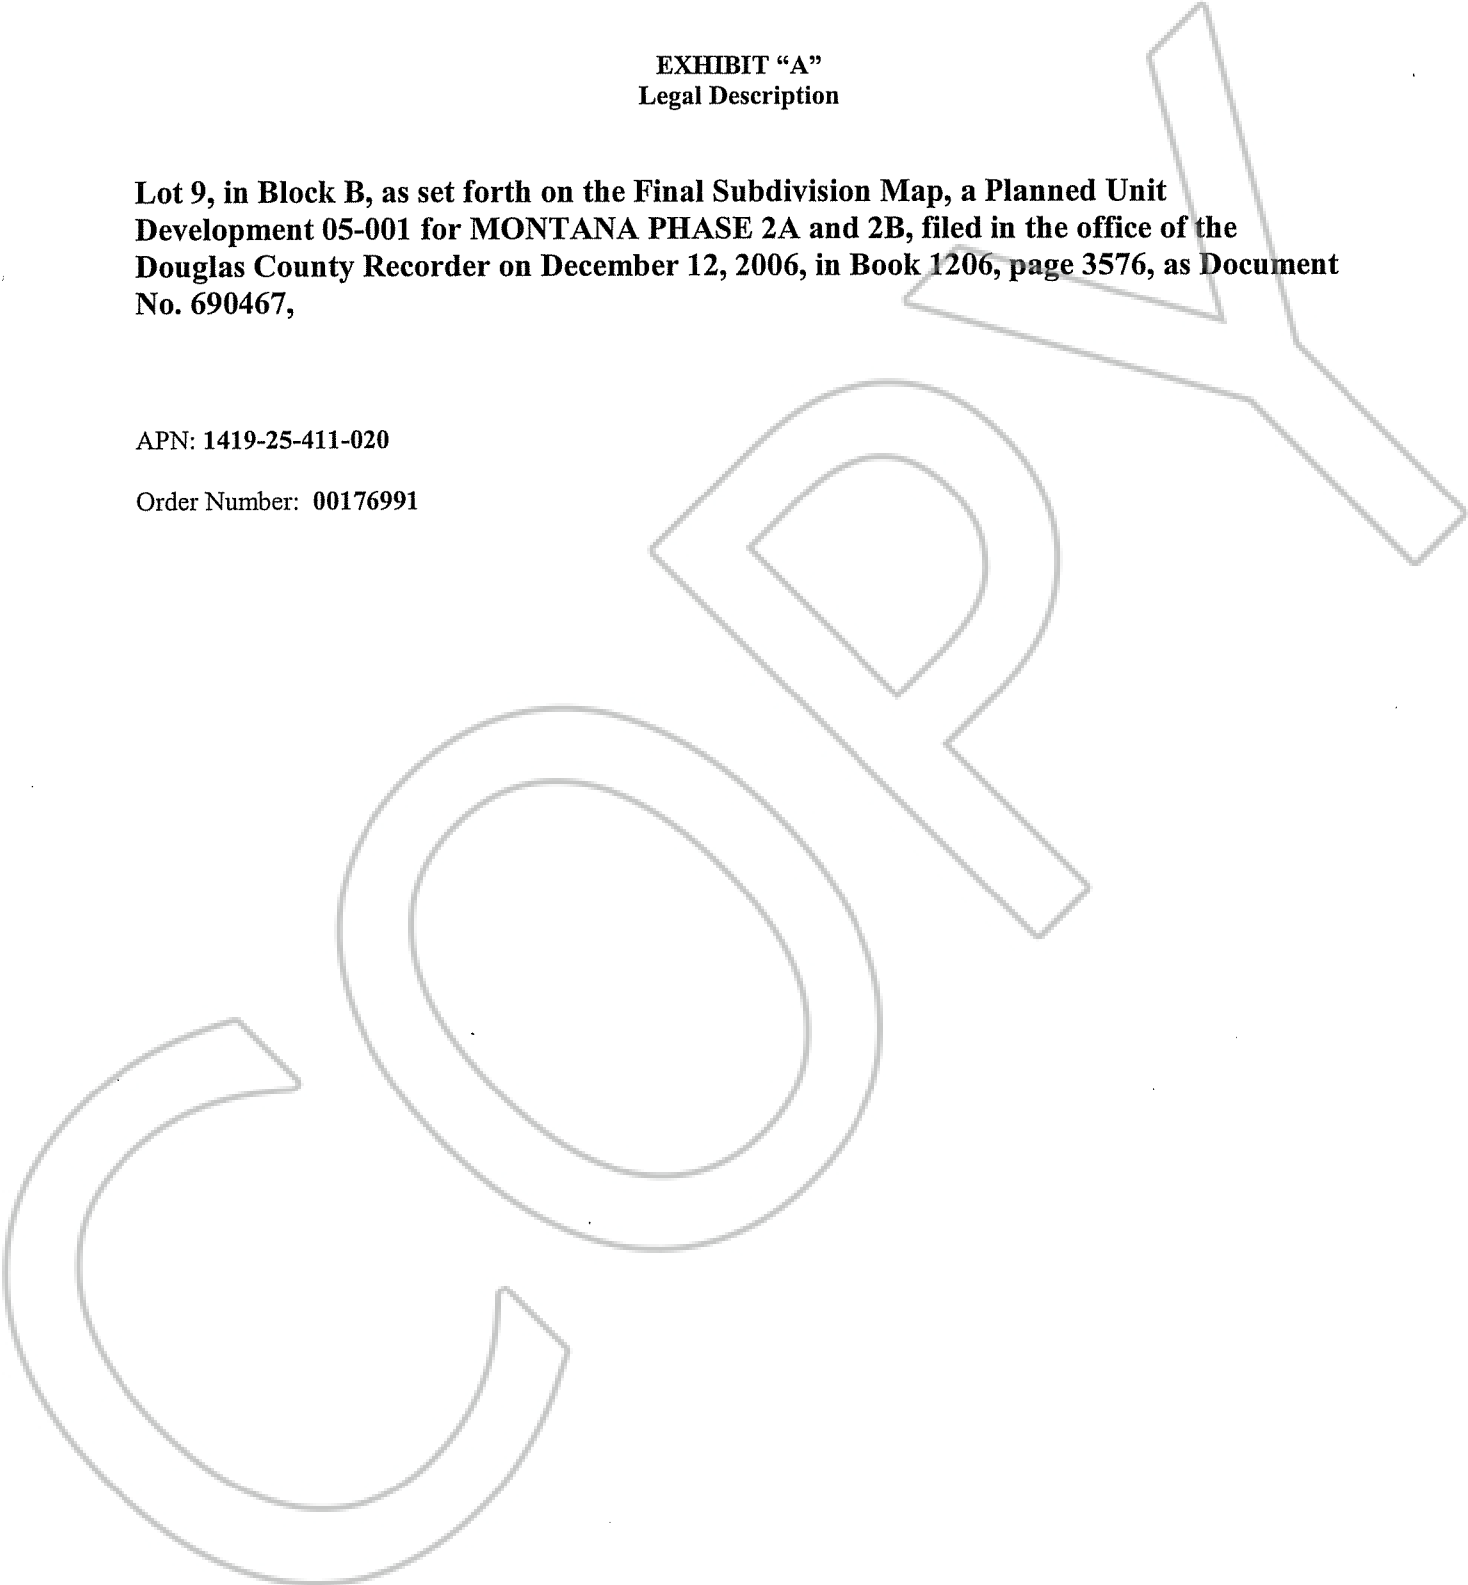 EXHIBIT “A”
Legal Description
Lot 9, in Block B, as set forth on the Final Subdivision Map, a Planned Unit
Development 05-001 for MONTANA PHASE 2A and 2B, filed in the office of the
Douglas County Recorder on December 12, 2006, in Book 1206, page 3576, as Document
No. 690467,
APN: 1419-25-411-020
Order Number: 00176991
COPY